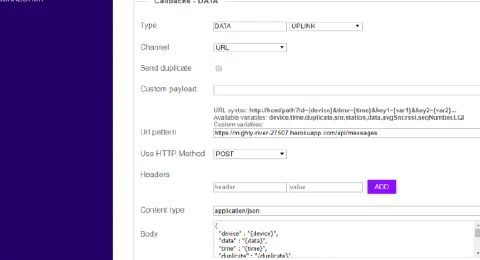 Callbacks - DATA
Type DATA UPLINK
Channel URL
Send duplicate
Custom payload:
URL syntax: http://host/path?id={device}&time={time}&key1={var1}&key2={var2}...
Available variables: device,time,duplicate,snr,station,data,avgSnr,rssi,seqNumber,LQI
Custom variables:
Url pattern https://mighty-river-27607.herokuapp.com/api/messages
Use HTTP Method POST
Headers
header value ADD
Content type application/json
Body {
"device" : "{device}",
"data" : "{data}",
"time" : "{time}",
"duplicate" : "{duplicate}",